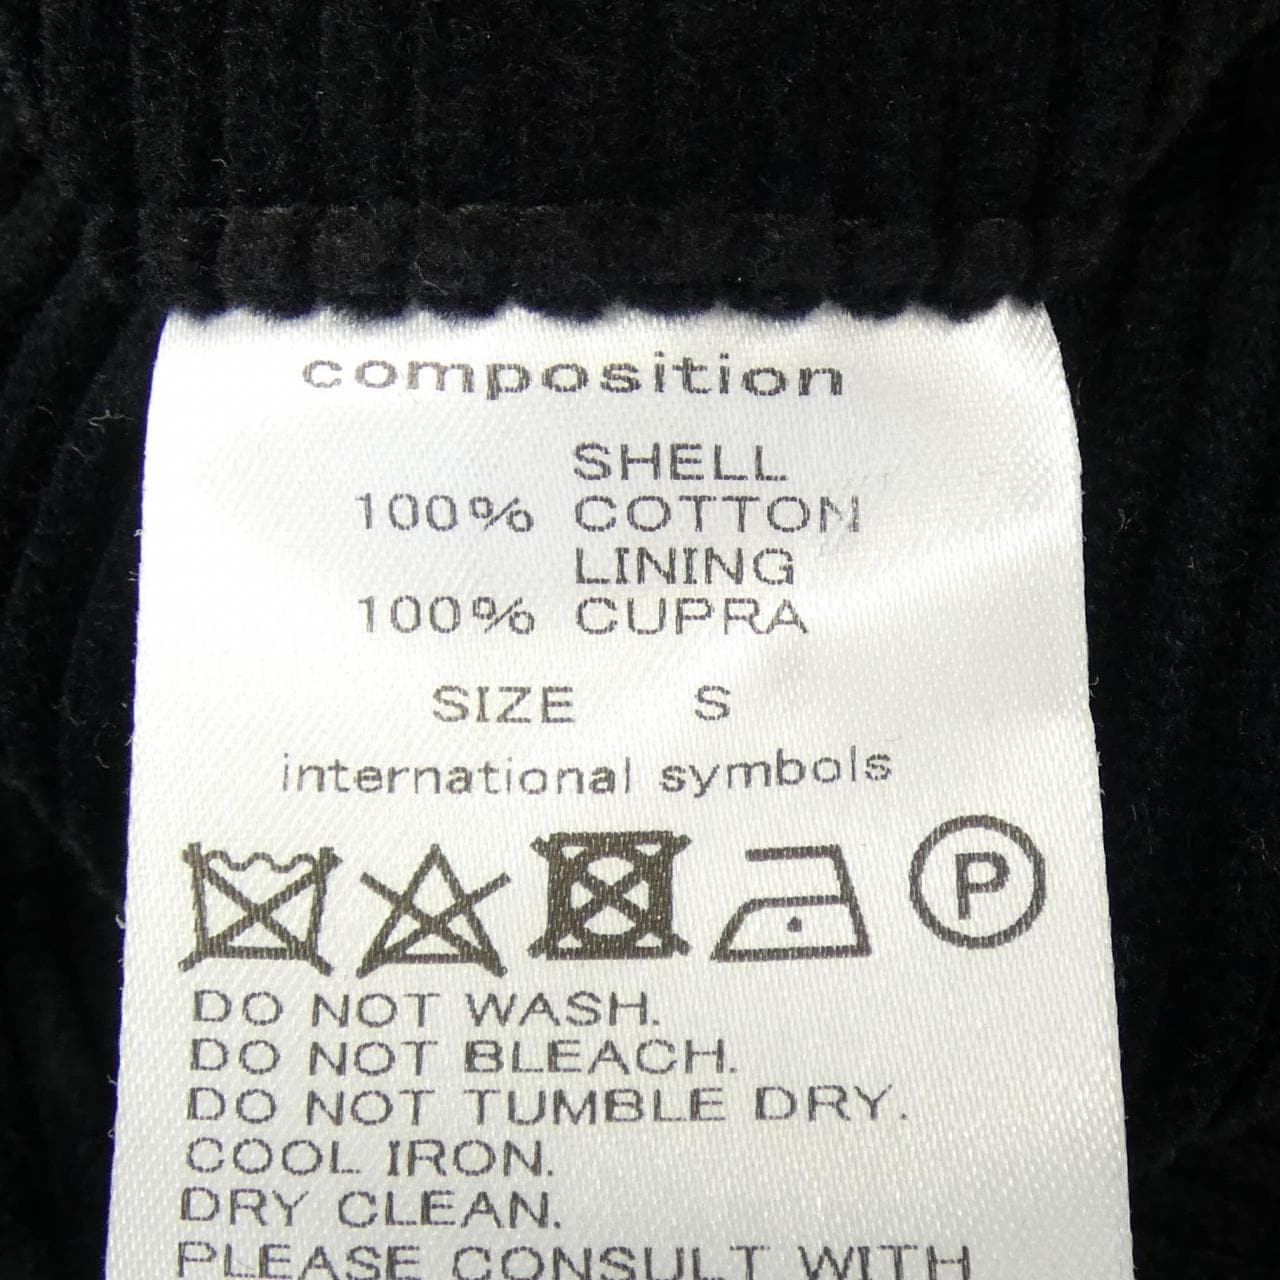 composition
SHELL
100% COTTON
LINING
100% CUPRA
SIZE S
international symbols
P
DO NOT WASH.
DO NOT BLEACH.
DO NOT TUMBLE DRY.
COOL IRON.
DRY CLEAN.
PLEASE CONSULT WITH